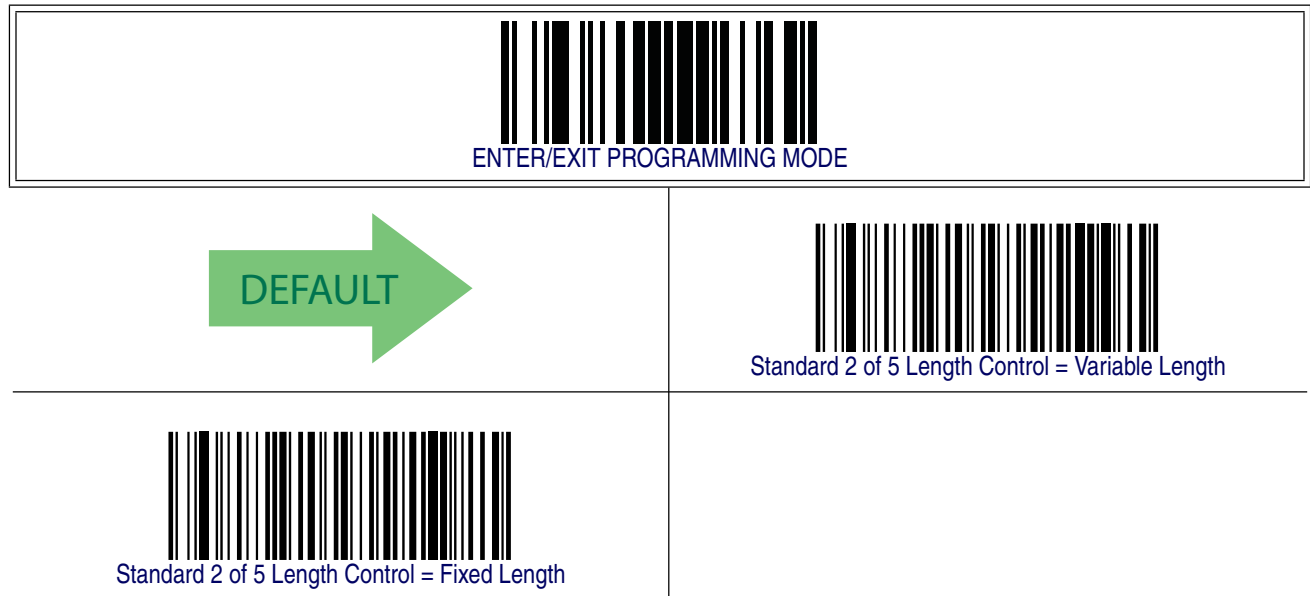 ENTER/EXIT PROGRAMMING MODE
DEFAULT
Standard 2 of 5 Length Control = Variable Length
Standard 2 of 5 Length Control = Fixed Length